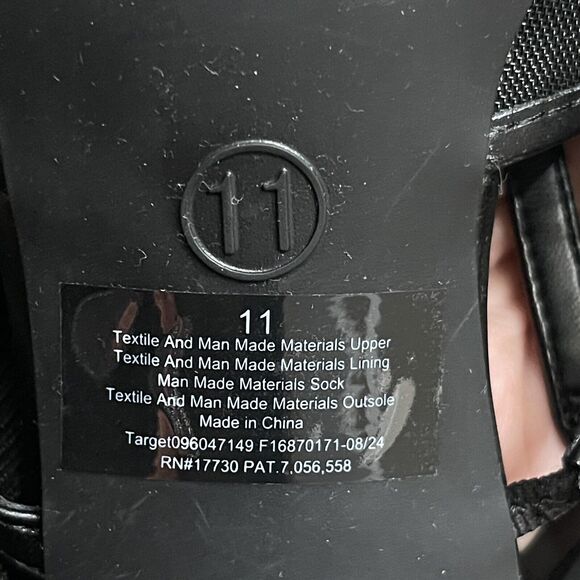 11
11
Textile And Man Made Materials Upper
Textile And Man Made Materials Lining
Man Made Materials Sock
Textile And Man Made Materials Outsole
Made in China
Target096047149 F16870171-08/24
RN#17730 PAT.7,056,558